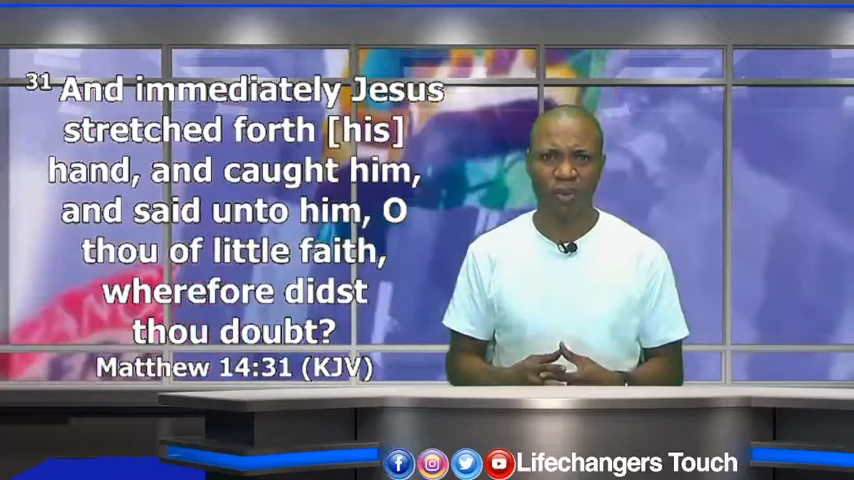 31 And immediately Jesus
stretched forth [his]
hand, and caught him,
and said unto him, O
thou of little faith,
wherefore didst
thou doubt?
Matthew 14:31 (KJV)
Lifechangers Touch